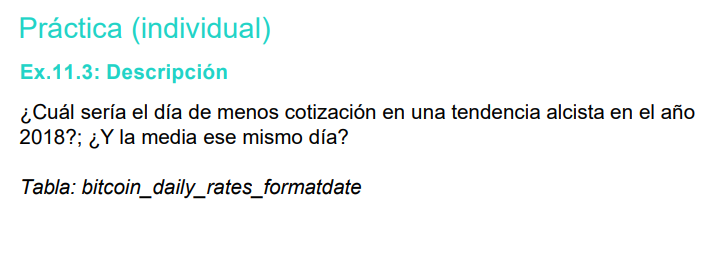 Práctica (individual)
Ex.11.3: Descripción
¿Cuál sería el día de menos cotización en una tendencia alcista en el año
2018?; ¿Y la media ese mismo día?
Tabla: bitcoin_daily_rates_formatdate